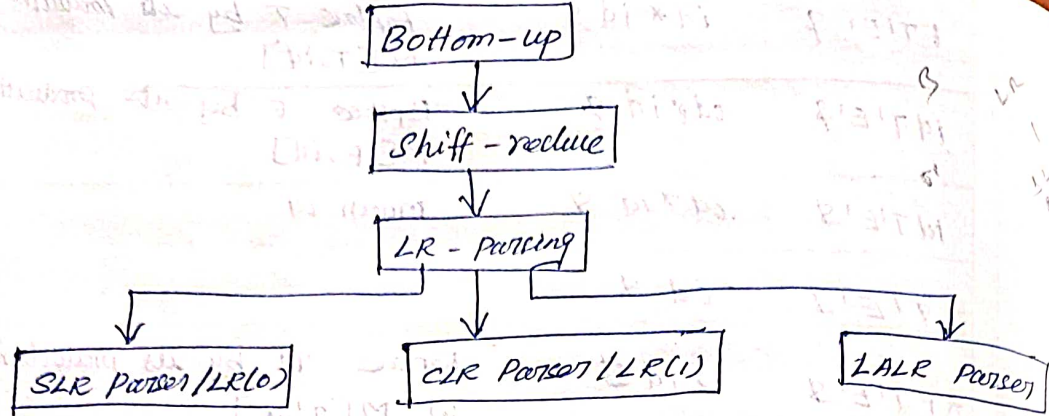 Bottom-up
Shift-reduce
LR - Parsing
SLR Parser/LR(0)
CLR Parser/LR(1)
LALR Parser